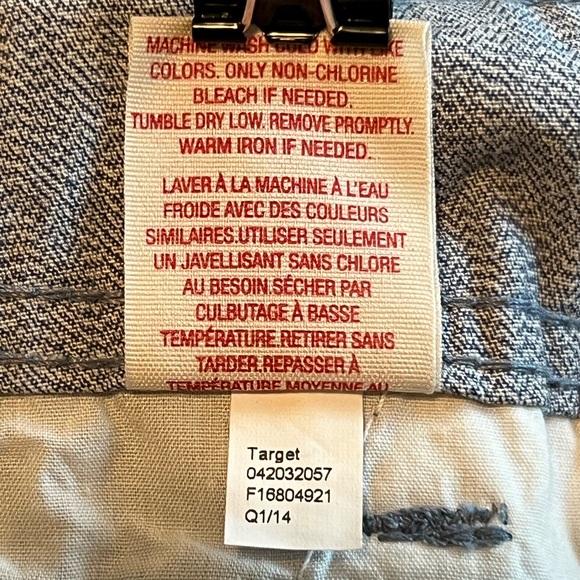 MACHINE WASH COLD WITH LIKE
COLORS. ONLY NON-CHLORINE
BLEACH IF NEEDED.
TUMBLE DRY LOW. REMOVE PROMPTLY.
WARM IRON IF NEEDED.
LAVER À LA MACHINE À L'EAU
FROIDE AVEC DES COULEURS
SIMILAIRES.UTILISER SEULEMENT
UN JAVELLISANT SANS CHLORE
AU BESOIN.SÉCHER PAR
CULBUTAGE À BASSE
TEMPÉRATURE.RETIRER SANS
TARDER.REPASSER À
TEMPÉRATURE MOYENNE AU
Target
042032057
F16804921
Q1/14